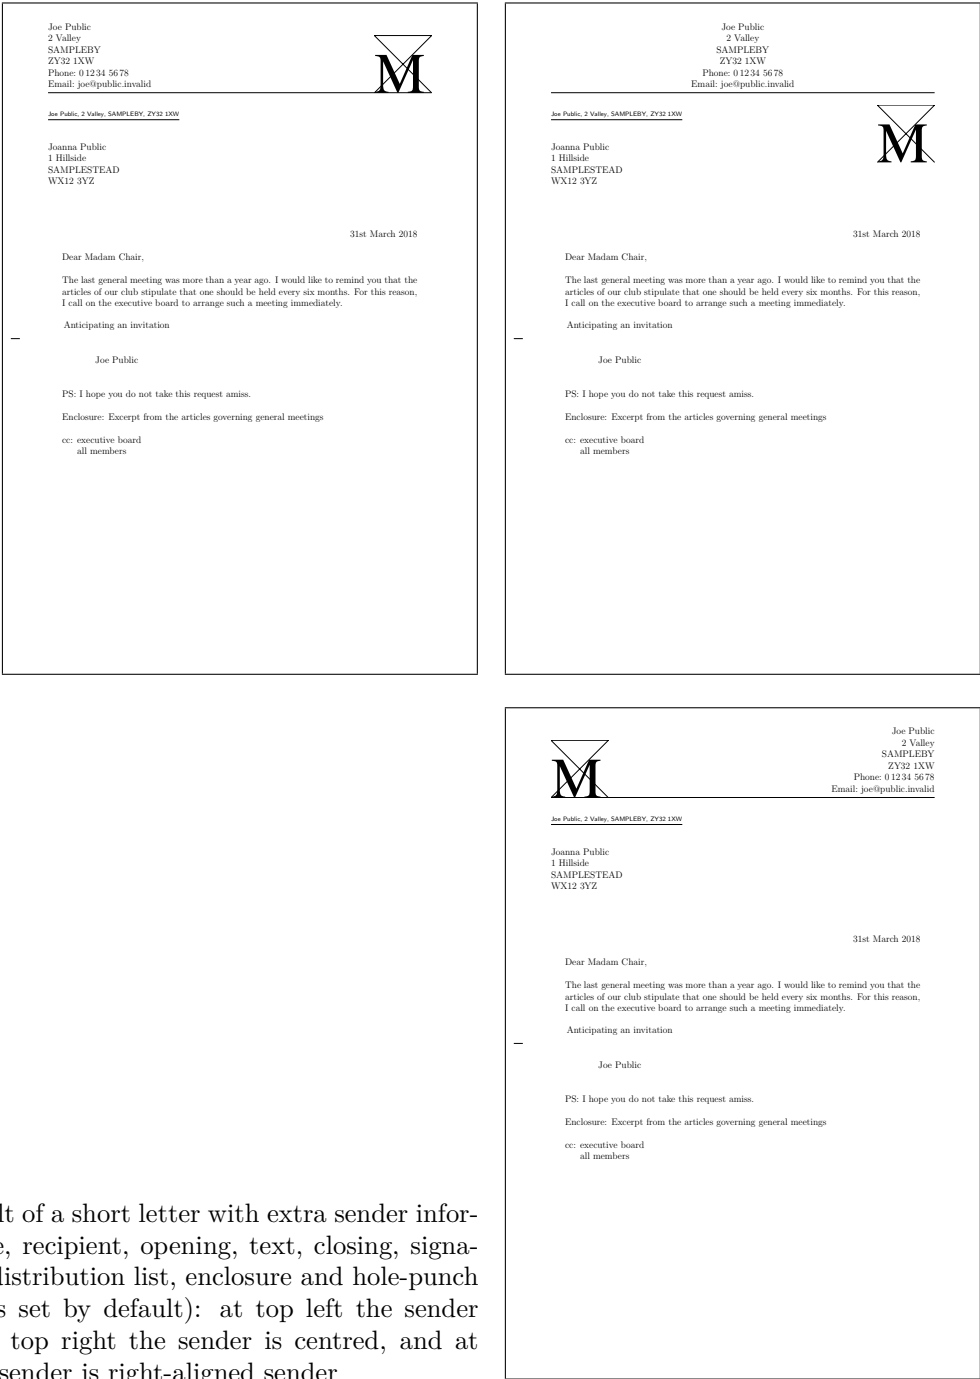 Joe Public
2 Valley
SAMPLEBY
ZY32 1XW
Phone: 0 12 34 56 78
Email: joe@public.invalid
M
Joe Public, 2 Valley, SAMPLEBY, ZY32 1XW
Joanna Public
1 Hillside
SAMPLESTEAD
WX12 3YZ
31st March 2018
Dear Madam Chair,
The last general meeting was more than a year ago. I would like to remind you that the
articles of our club stipulate that one should be held every six months. For this reason,
I call on the executive board to arrange such a meeting immediately.
Anticipating an invitation
Joe Public
PS: I hope you do not take this request amiss.
Enclosure: Excerpt from the articles governing general meetings
cc: executive board
all members
Joe Public
2 Valley
SAMPLEBY
ZY32 1XW
Phone: 0 12 34 56 78
Email: joe@public.invalid
Joe Public, 2 Valley, SAMPLEBY, ZY32 1XW
M
Joanna Public
1 Hillside
SAMPLESTEAD
WX12 3YZ
31st March 2018
Dear Madam Chair,
The last general meeting was more than a year ago. I would like to remind you that the
articles of our club stipulate that one should be held every six months. For this reason,
I call on the executive board to arrange such a meeting immediately.
Anticipating an invitation
Joe Public
PS: I hope you do not take this request amiss.
Enclosure: Excerpt from the articles governing general meetings
cc: executive board
all members
Joe Public
2 Valley
SAMPLEBY
ZY32 1XW
Phone: 0 12 34 56 78
Email: joe@public.invalid
M
Joe Public, 2 Valley, SAMPLEBY, ZY32 1XW
Joanna Public
1 Hillside
SAMPLESTEAD
WX12 3YZ
31st March 2018
Dear Madam Chair,
The last general meeting was more than a year ago. I would like to remind you that the
articles of our club stipulate that one should be held every six months. For this reason,
I call on the executive board to arrange such a meeting immediately.
Anticipating an invitation
Joe Public
PS: I hope you do not take this request amiss.
Enclosure: Excerpt from the articles governing general meetings
cc: executive board
all members
of a short letter with extra sender infor-
recipient, opening, text, closing, signa-
distribution list, enclosure and hole-punch
set by default): at top left the sender
top right the sender is centred, and at
sender is right-aligned sender